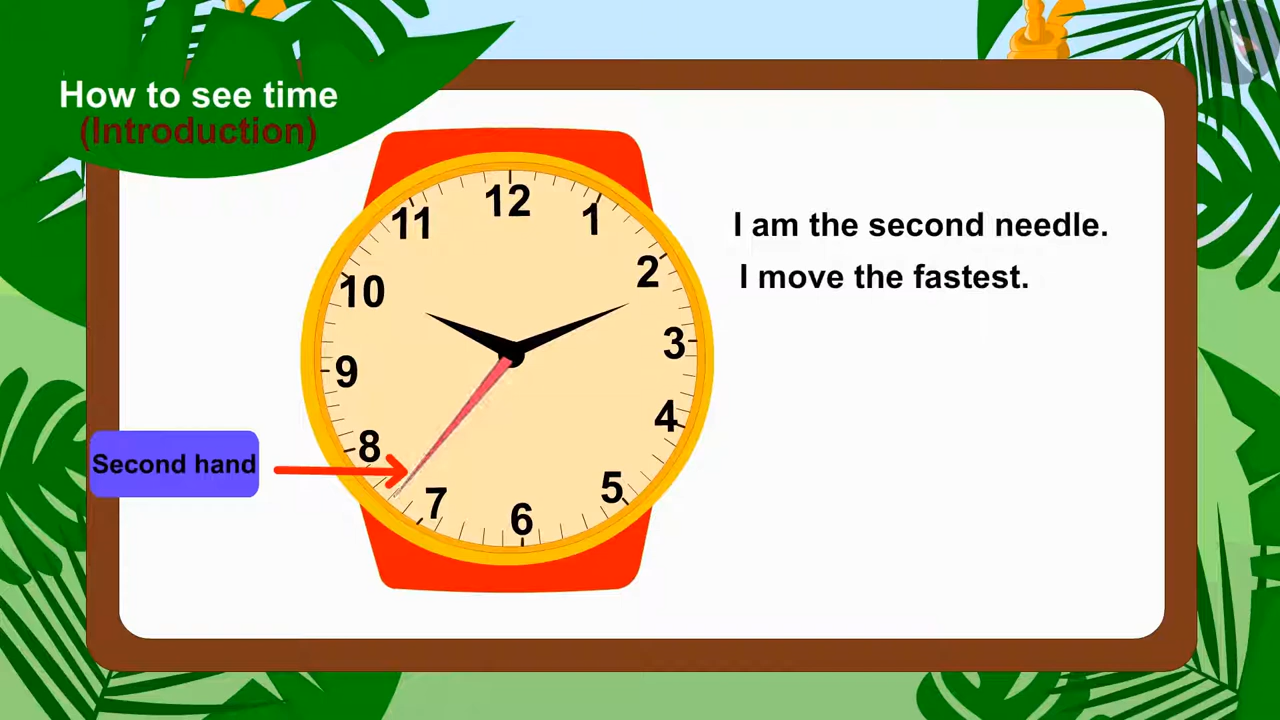 How to see time
(Introduction)
I am the second needle.
I move the fastest.
12
11
1
10
2
9
3
8
4
7
5
6
Second hand